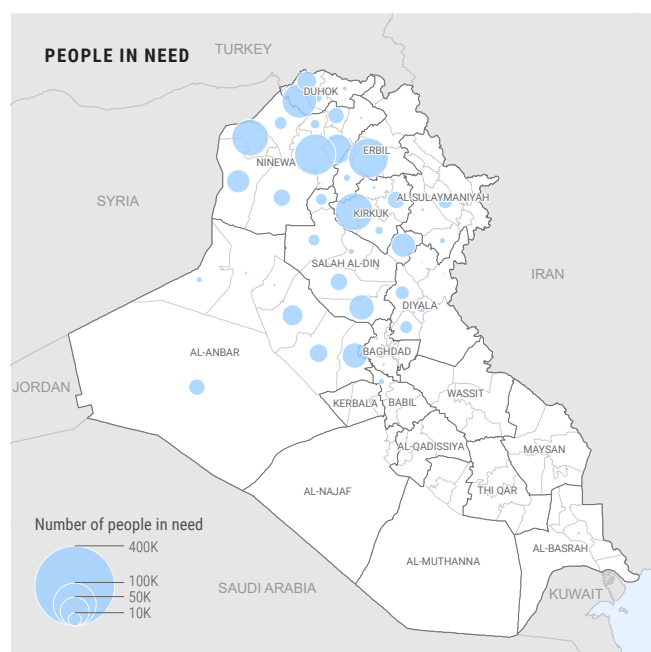 PEOPLE IN NEED
TURKEY
DUHOK
ERBIL
NINEWA
AL-SULAYMANIYAH
SYRIA
KIRKUK
SALAH AL-DIN
IRAN
DIYALA
AL-ANBAR
BAGHDAD
JORDAN
WASSIT
KERBALA
BABIL
AL-QADISSIYA
MAYSAN
AL-NAJAF
THI QAR
Number of people in need
400K
100K
50K
10K
AL-BASRAH
AL-MUTHANNA
SAUDI ARABIA
KUWAIT